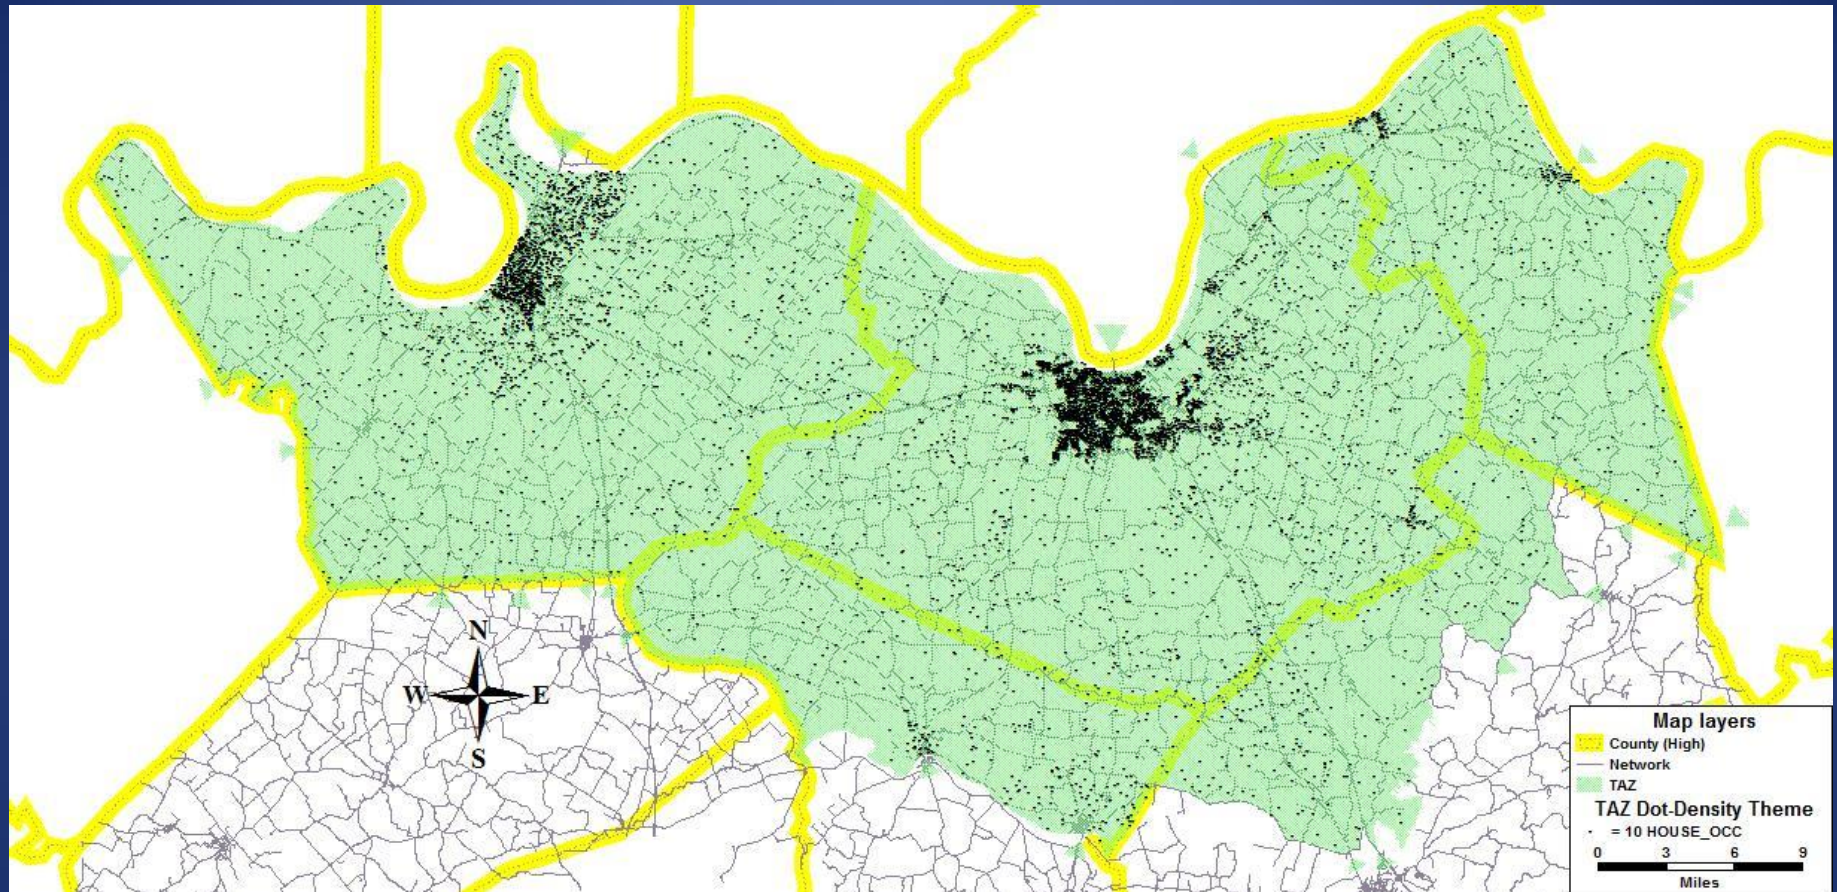 N
W E
S
Map layers
County (High)
Network
TAZ
TAZ Dot-Density Theme
= 10 HOUSE_OCC
0 3 6 9
Miles